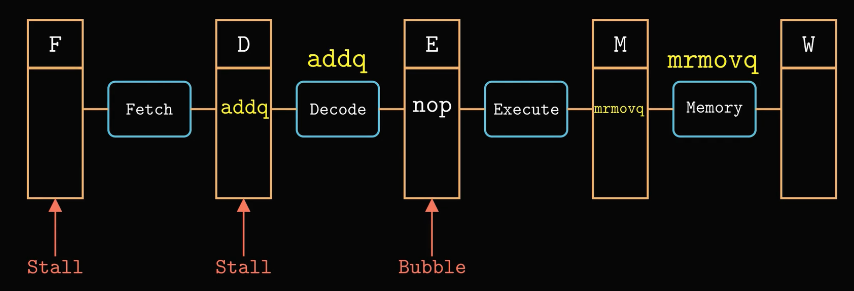 F
D
E
M
W
addq
mrmovq
Fetch
addq
Decode
nop
Execute
mrmovq
Memory
Stall
Stall
Bubble